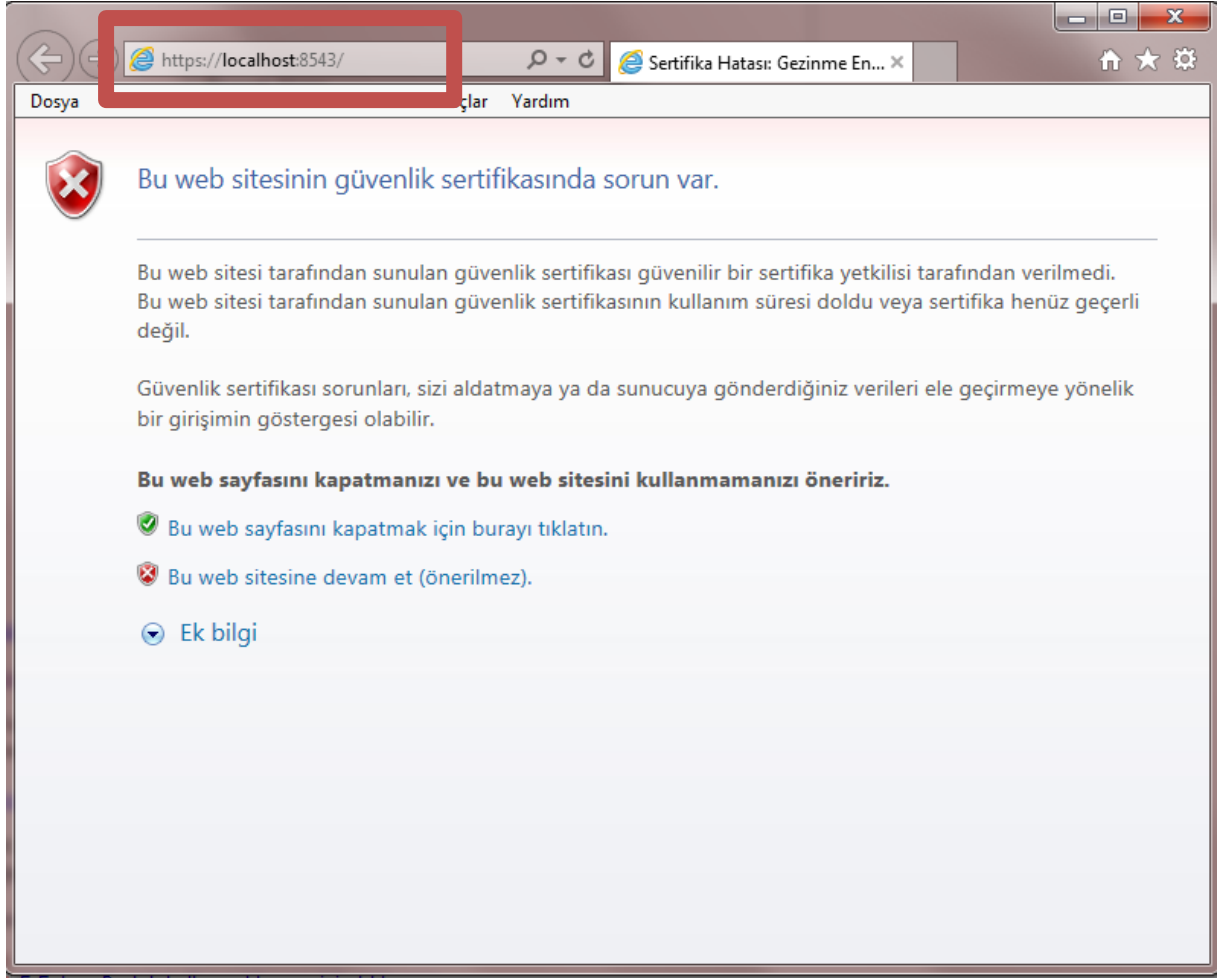 https://localhost:8543/
Sertifika Hatası: Gezinme En...
Dosya Yardım
Bu web sitesinin güvenlik sertifikasında sorun var.
Bu web sitesi tarafından sunulan güvenlik sertifikası güvenilir bir sertifika yetkilisi tarafından verilmedi.
Bu web sitesi tarafından sunulan güvenlik sertifikasının kullanım süresi doldu veya sertifika henüz geçerli
değil.
Güvenlik sertifikası sorunları, sizi aldatmaya ya da sunucuya gönderdiğiniz verileri ele geçirmeye yönelik
bir girişimin göstergesi olabilir.
Bu web sayfasını kapatmanızı ve bu web sitesini kullanmamanızı öneririz.
Bu web sayfasını kapatmak için burayı tıklatın.
Bu web sitesine devam et (önerilmez).
Ek bilgi